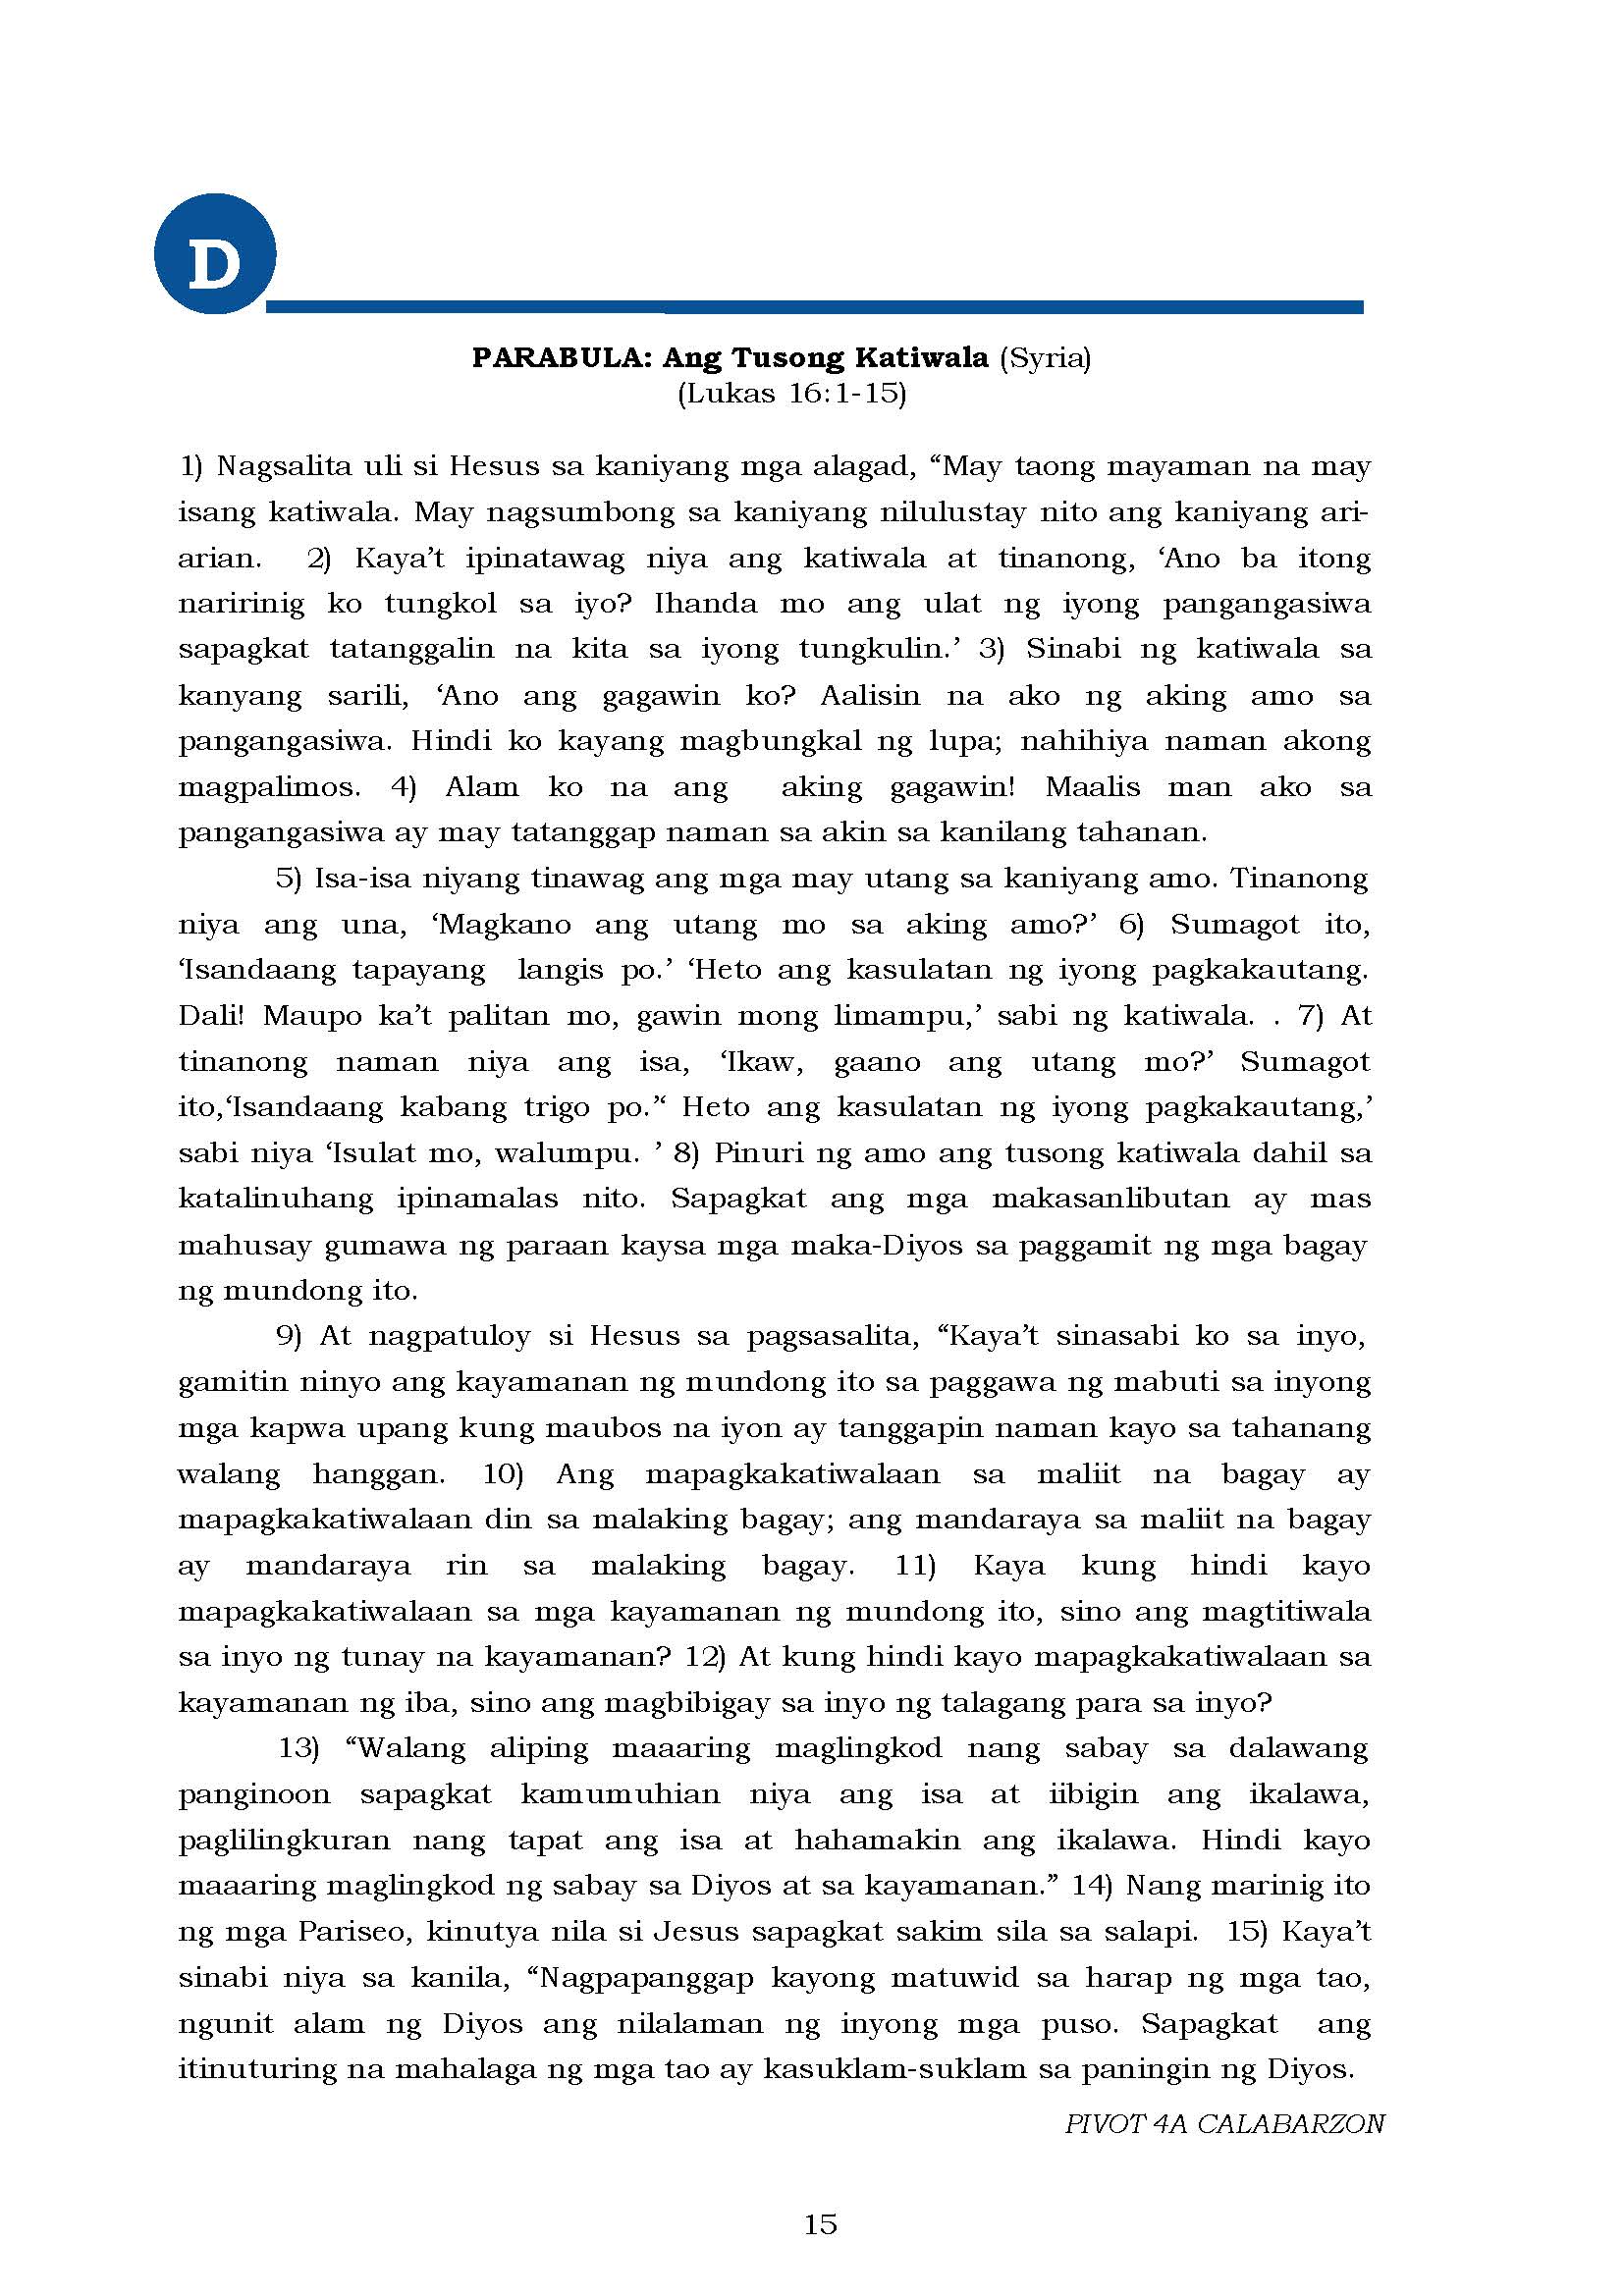 D
PARABULA: Ang Tusong Katiwala (Syria)
(Lukas 16:1-15)
1) Nagsalita uli si Hesus sa kaniyang mga alagad, “May taong mayaman na may
isang katiwala. May nagsumbong sa kaniyang nilulustay nito ang kaniyang ari-
arian. 2) Kaya’t ipinatawag niya ang katiwala at tinanong, ‘Ano ba itong
naririnig ko tungkol sa iyo? Ihanda mo ang ulat ng iyong pangangasiwa
sapagkat tatanggalin na kita sa iyong tungkulin.’ 3) Sinabi ng katiwala sa
kanyang sarili, ‘Ano ang gagawin ko? Aalisin na ako ng aking amo sa
pangangasiwa. Hindi ko kayang magbungkal ng lupa; nahihiya naman akong
magpalimos. 4) Alam ko na ang aking gagawin! Maalis man ako sa
pangangasiwa ay may tatanggap naman sa akin sa kanilang tahanan.
5) Isa-isa niyang tinawag ang mga may utang sa kaniyang amo. Tinanong
niya ang una, ‘Magkano ang utang mo sa aking amo?’ 6) Sumagot ito,
‘Isandaang tapayang langis po.’ ‘Heto ang kasulatan ng iyong pagkakautang.
Dali! Maupo ka’t palitan mo, gawin mong limampu,’ sabi ng katiwala. . 7) At
tinanong naman niya ang isa, ‘Ikaw, gaano ang utang mo?’ Sumagot
ito,‘Isandaang kabang trigo po.“ Heto ang kasulatan ng iyong pagkakautang,’
sabi niya ‘Isulat mo, walumpu. ’ 8) Pinuri ng amo ang tusong katiwala dahil sa
katalinuhang ipinamalas nito. Sapagkat ang mga makasanlibutan ay mas
mahusay gumawa ng paraan kaysa mga maka-Diyos sa paggamit ng mga bagay
ng mundong ito.
9) At nagpatuloy si Hesus sa pagsasalita, “Kaya’t sinasabi ko sa inyo,
gamitin ninyo ang kayamanan ng mundong ito sa paggawa ng mabuti sa inyong
mga kapwa upang kung maubos na iyon ay tanggapin naman kayo sa tahanang
walang hanggan. 10) Ang mapagkakatiwalaan sa maliit na bagay ay
mapagkakatiwalaan din sa malaking bagay; ang mandaraya sa maliit na bagay
ay mandaraya rin sa malaking bagay. 11) Kaya kung hindi kayo
mapagkakatiwalaan sa mga kayamanan ng mundong ito, sino ang magtitiwala
sa inyo ng tunay na kayamanan? 12) At kung hindi kayo mapagkakatiwalaan sa
kayamanan ng iba, sino ang magbibigay sa inyo ng talagang para sa inyo?
13) “Walang aliping maaaring maglingkod nang sabay sa dalawang
panginoon sapagkat kamumuhian niya ang isa at iibigin ang ikalawa,
paglilingkuran nang tapat ang isa at hahamakin ang ikalawa. Hindi kayo
maaaring maglingkod ng sabay sa Diyos at sa kayamanan.” 14) Nang marinig ito
ng mga Pariseo, kinutya nila si Jesus sapagkat sakim sila sa salapi. 15) Kaya’t
sinabi niya sa kanila, “Nagpapanggap kayong matuwid sa harap ng mga tao,
ngunit alam ng Diyos ang nilalaman ng inyong mga puso. Sapagkat ang
itinuturing na mahalaga ng mga tao ay kasuklam-suklam sa paningin ng Diyos.
PIVOT 4A CALABARZON
15